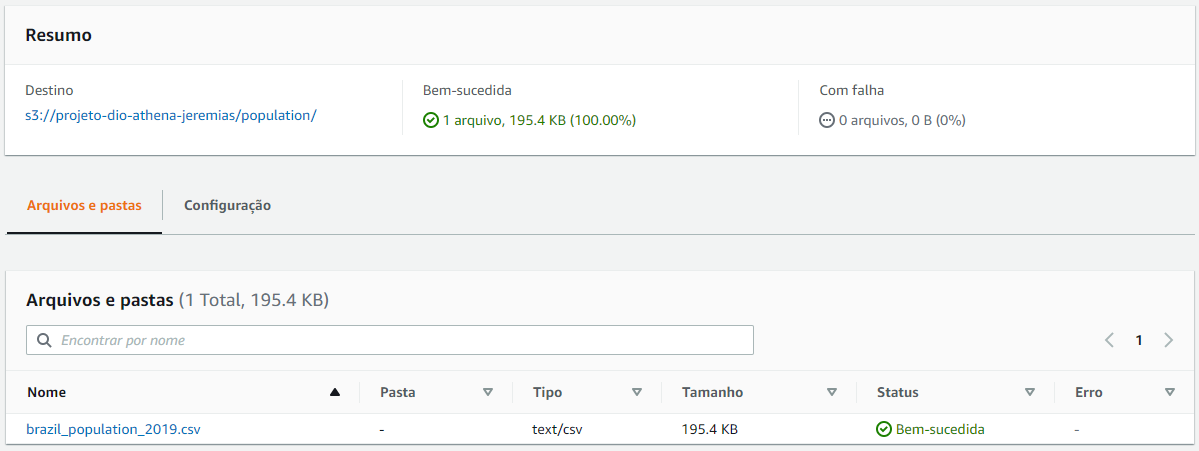 Resumo
Destino
Bem-sucedida
Com falha
s3://projeto-dio-athena-jeremias/population/
1 arquivo, 195.4 KB (100.00%)
0 arquivos, 0 B (0%)
Arquivos e pastas
Configuração
Arquivos e pastas (1 Total, 195.4 KB)
Encontrar por nome
1
Nome
Pasta
Tipo
Tamanho
Status
Erro
brazil_population_2019.csv
-
text/csv
195.4 KB
Bem-sucedida
-